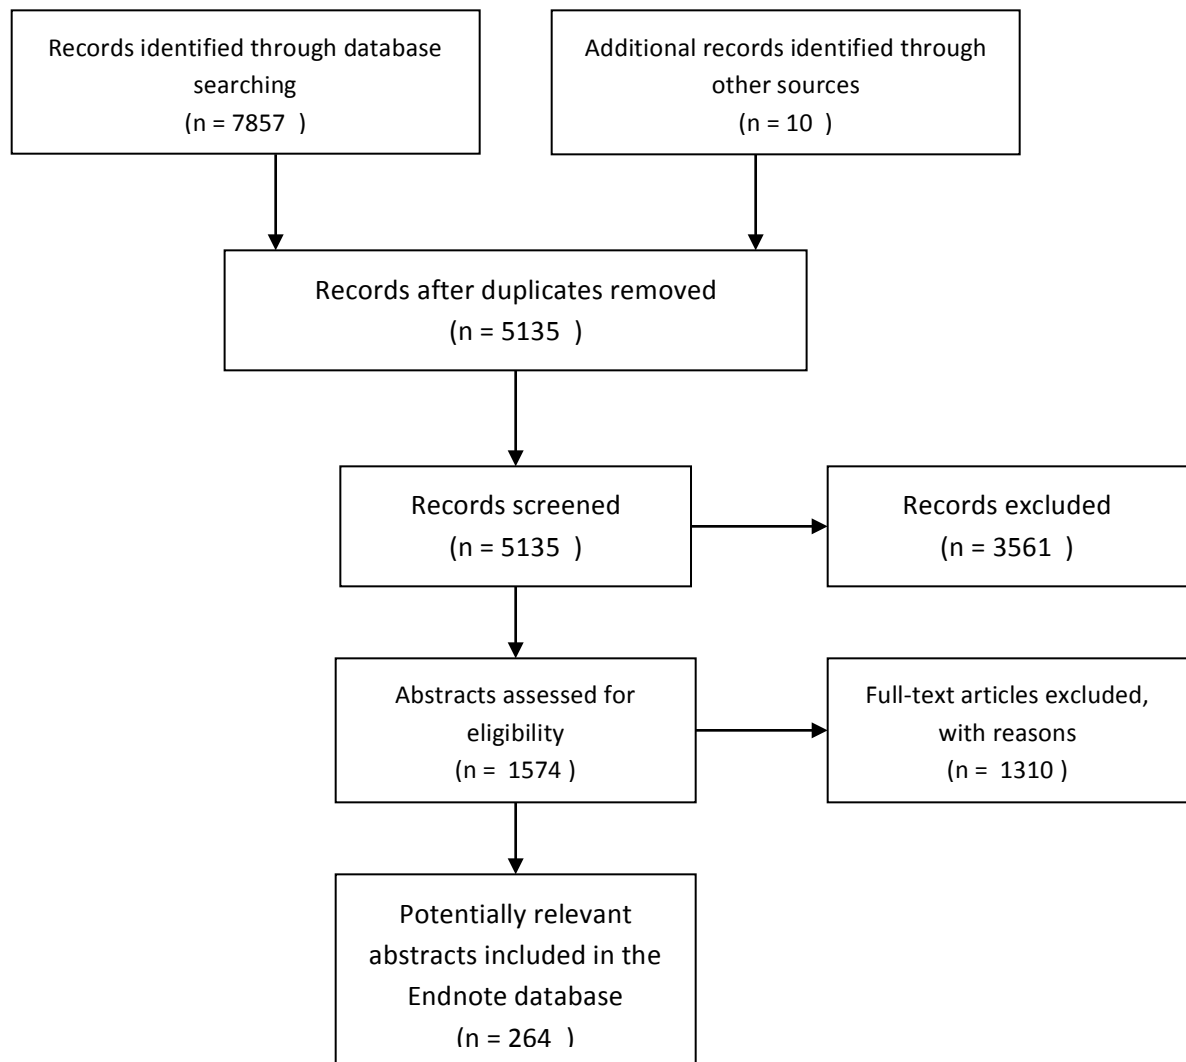 Records identified through database
searching
(n = 7857  )
Additional records identified through
other sources
(n = 10  )
Records after duplicates removed
(n = 5135  )
Records screened
(n = 5135  )
Records excluded
(n = 3561  )
Abstracts assessed for
eligibility
(n =  1574 )
Full-text articles excluded,
with reasons
(n =  1310 )
Potentially relevant
abstracts included in the
Endnote database
(n = 264  )